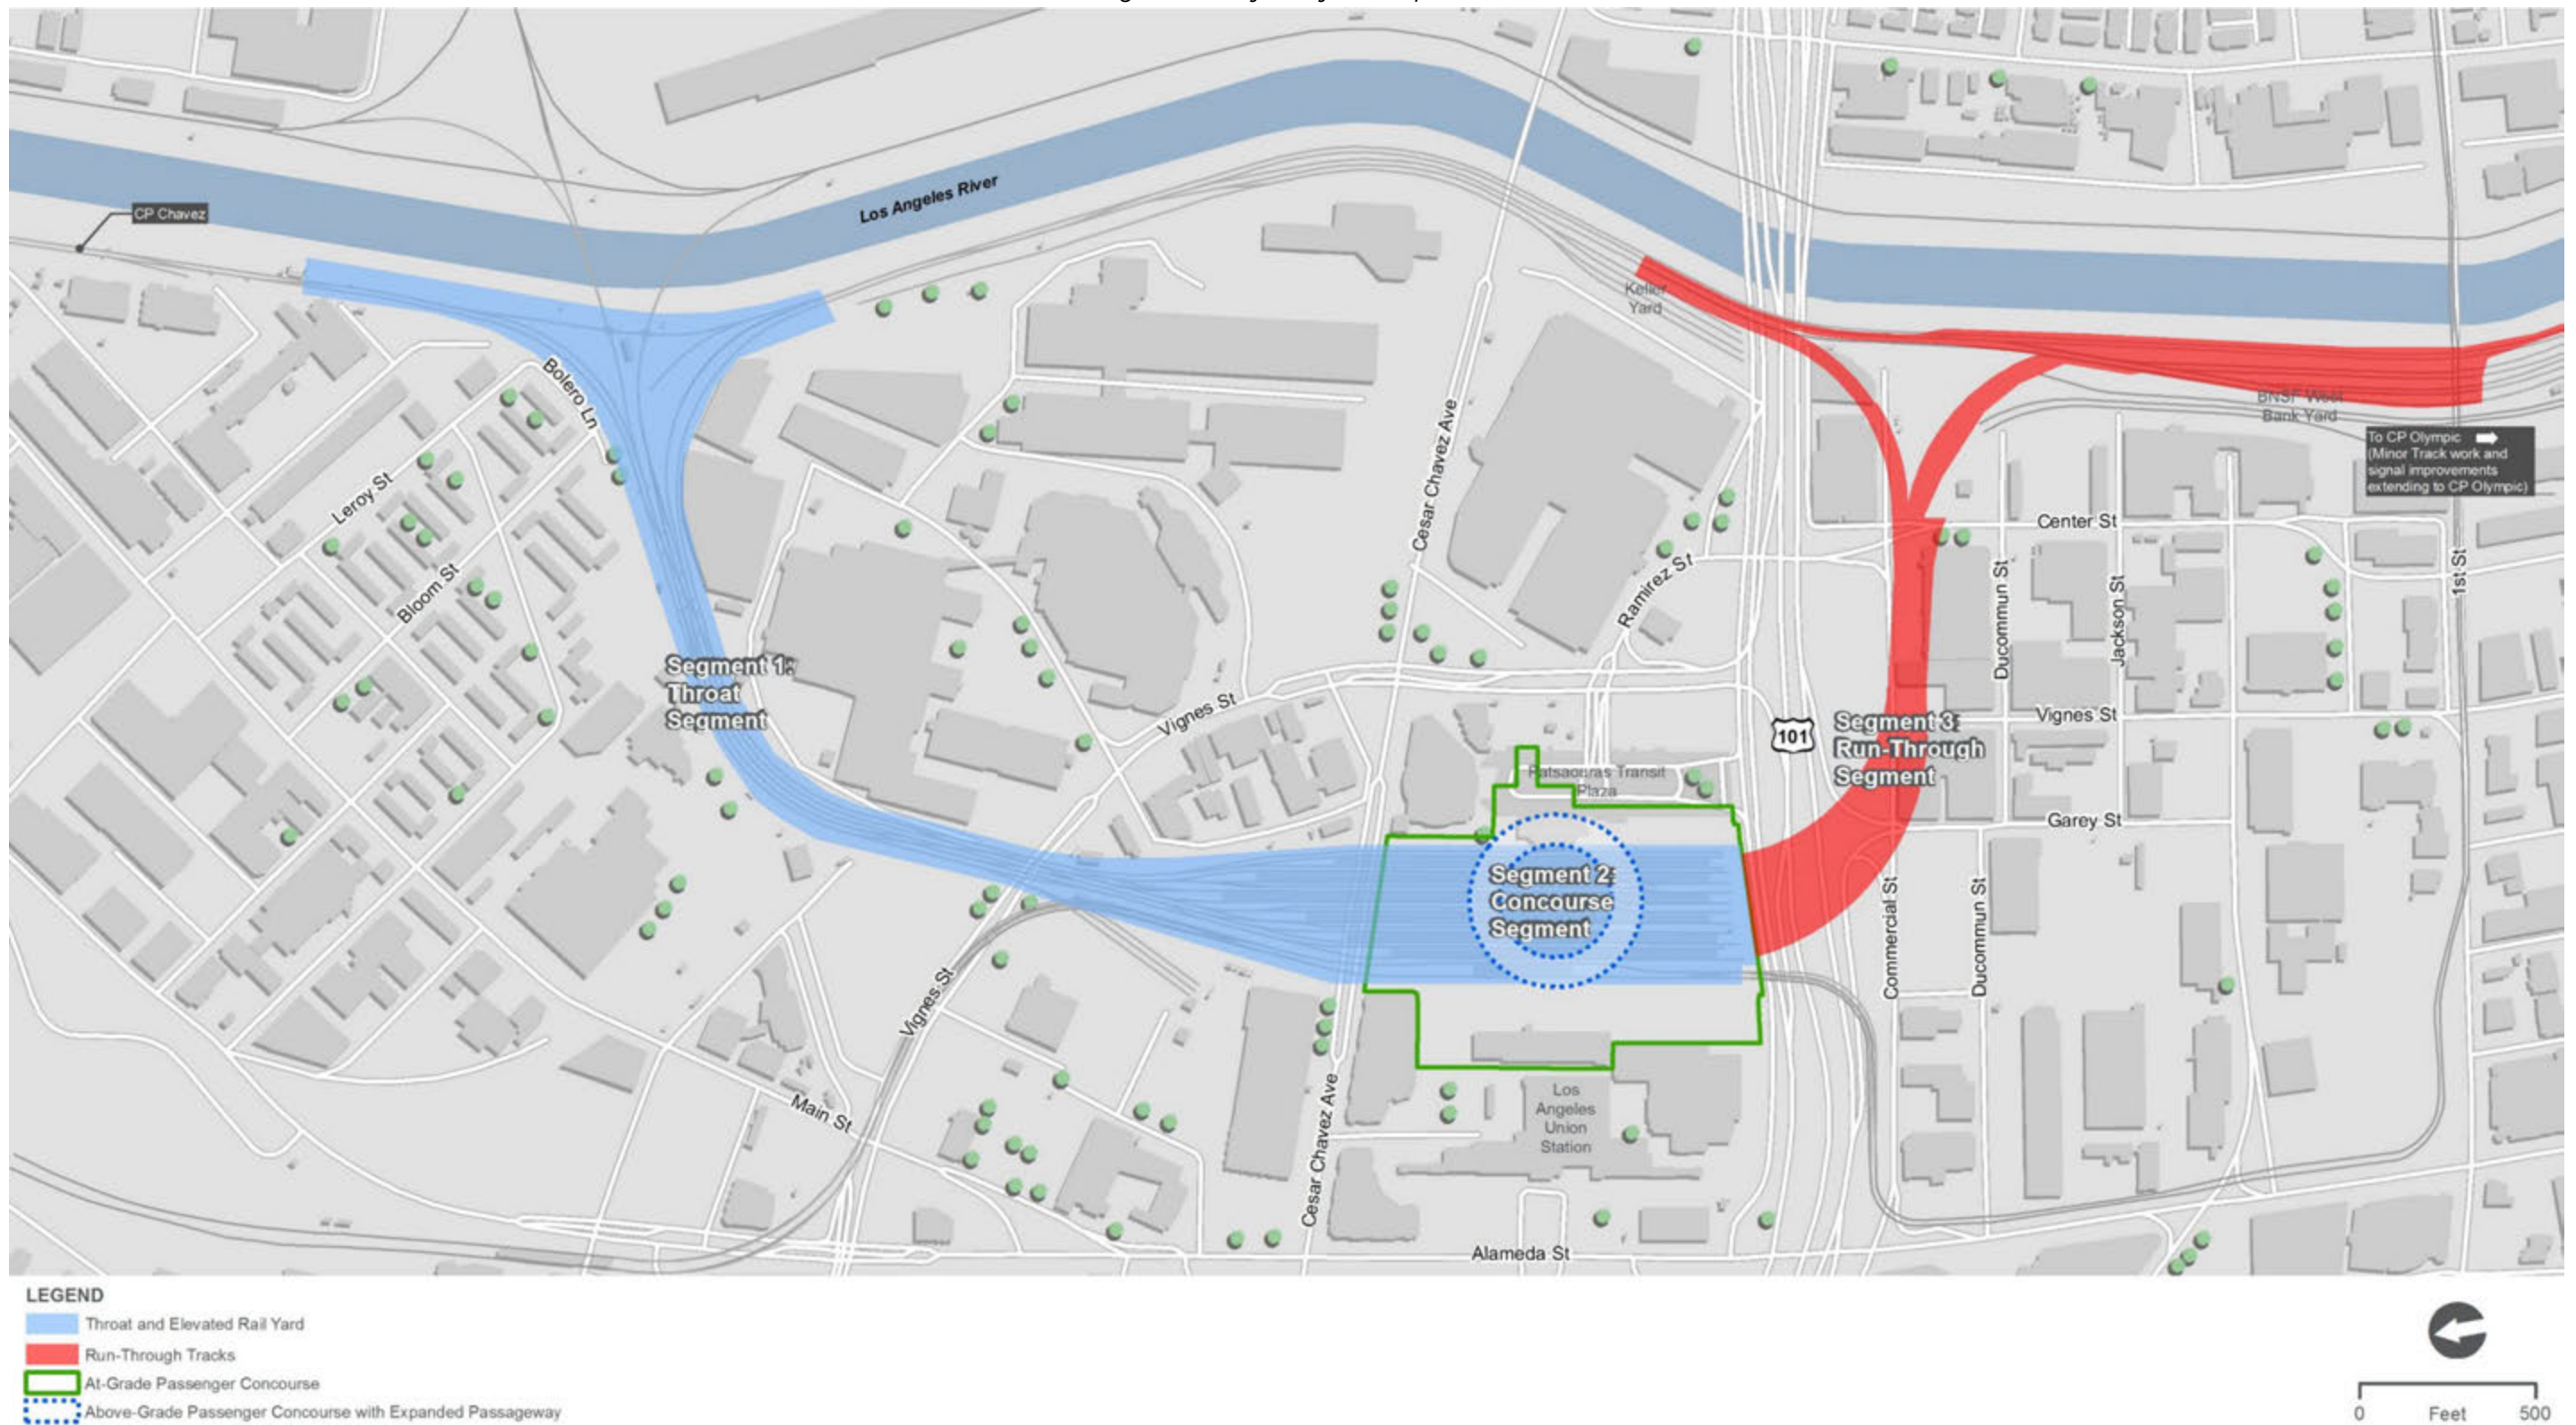 CP Chavez
Los Angeles River
Keller
Yard
Bolero Ln
Leroy St
Bloom St
Cesar Chavez Ave
Ramirez St
BNSF West
Bank Yard
To CP Olympic
(Minor Track work and
signal improvements
extending to CP Olympic)
Center St
Ducommun St
Jackson St
1st St
Segment 1:
Throat
Segment
Vignes St
Vignes St
101
Segment 3:
Run-Through
Segment
Patsaouras Transit
Plaza
Garey St
Segment 2:
Concourse
Segment
Commercial St
Ducommun St
Vignes St
Main St
Cesar Chavez Ave
Los
Angeles
Union
Station
Alameda St
LEGEND
Throat and Elevated Rail Yard
Run-Through Tracks
At-Grade Passenger Concourse
Above-Grade Passenger Concourse with Expanded Passageway
0 Feet 500